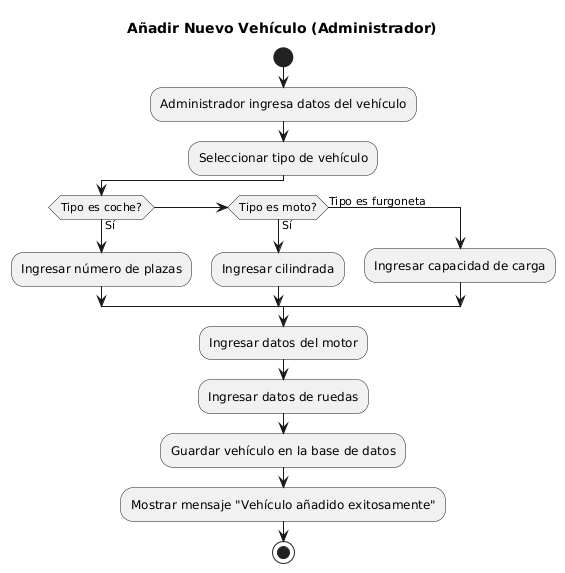 Añadir Nuevo Vehículo (Administrador)
Administrador ingresa datos del vehículo
Seleccionar tipo de vehículo
Tipo es coche?
Tipo es moto?
Tipo es furgoneta
Sí
Sí
Ingresar número de plazas
Ingresar cilindrada
Ingresar capacidad de carga
Ingresar datos del motor
Ingresar datos de ruedas
Guardar vehículo en la base de datos
Mostrar mensaje "Vehículo añadido exitosamente"